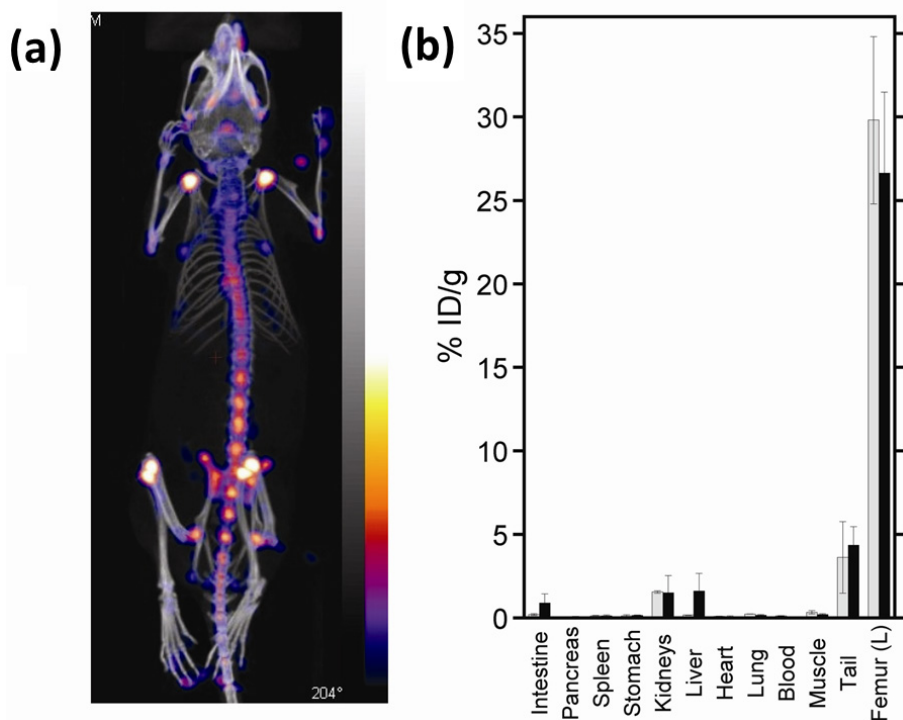 (a)
M
204°
(b)
% ID/g
35
30
25
20
15
10
5
0
Intestine
Pancreas
Spleen
Stomach
Kidneys
Liver
Heart
Lung
Blood
Muscle
Tail
Femur (L)